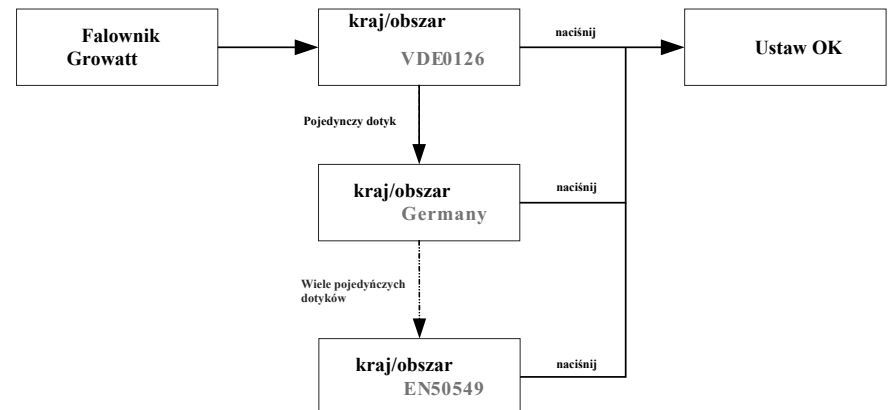 Falownik
Growatt
kraj/obszar
VDE0126
naciśnij
Ustaw OK
Pojedynczy dotyk
kraj/obszar
Germany
naciśnij
Wiele pojedyńczych
dotyków
kraj/obszar
EN50549
naciśnij